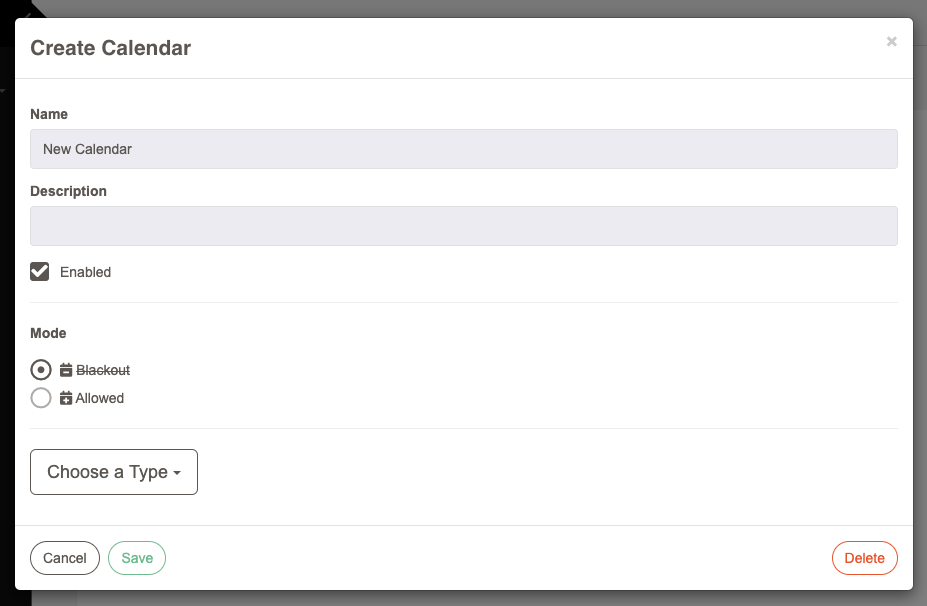 Create Calendar
Name
New Calendar
Description
Enabled
Mode
Blackout
Allowed
Choose a Type
Cancel Save Delete